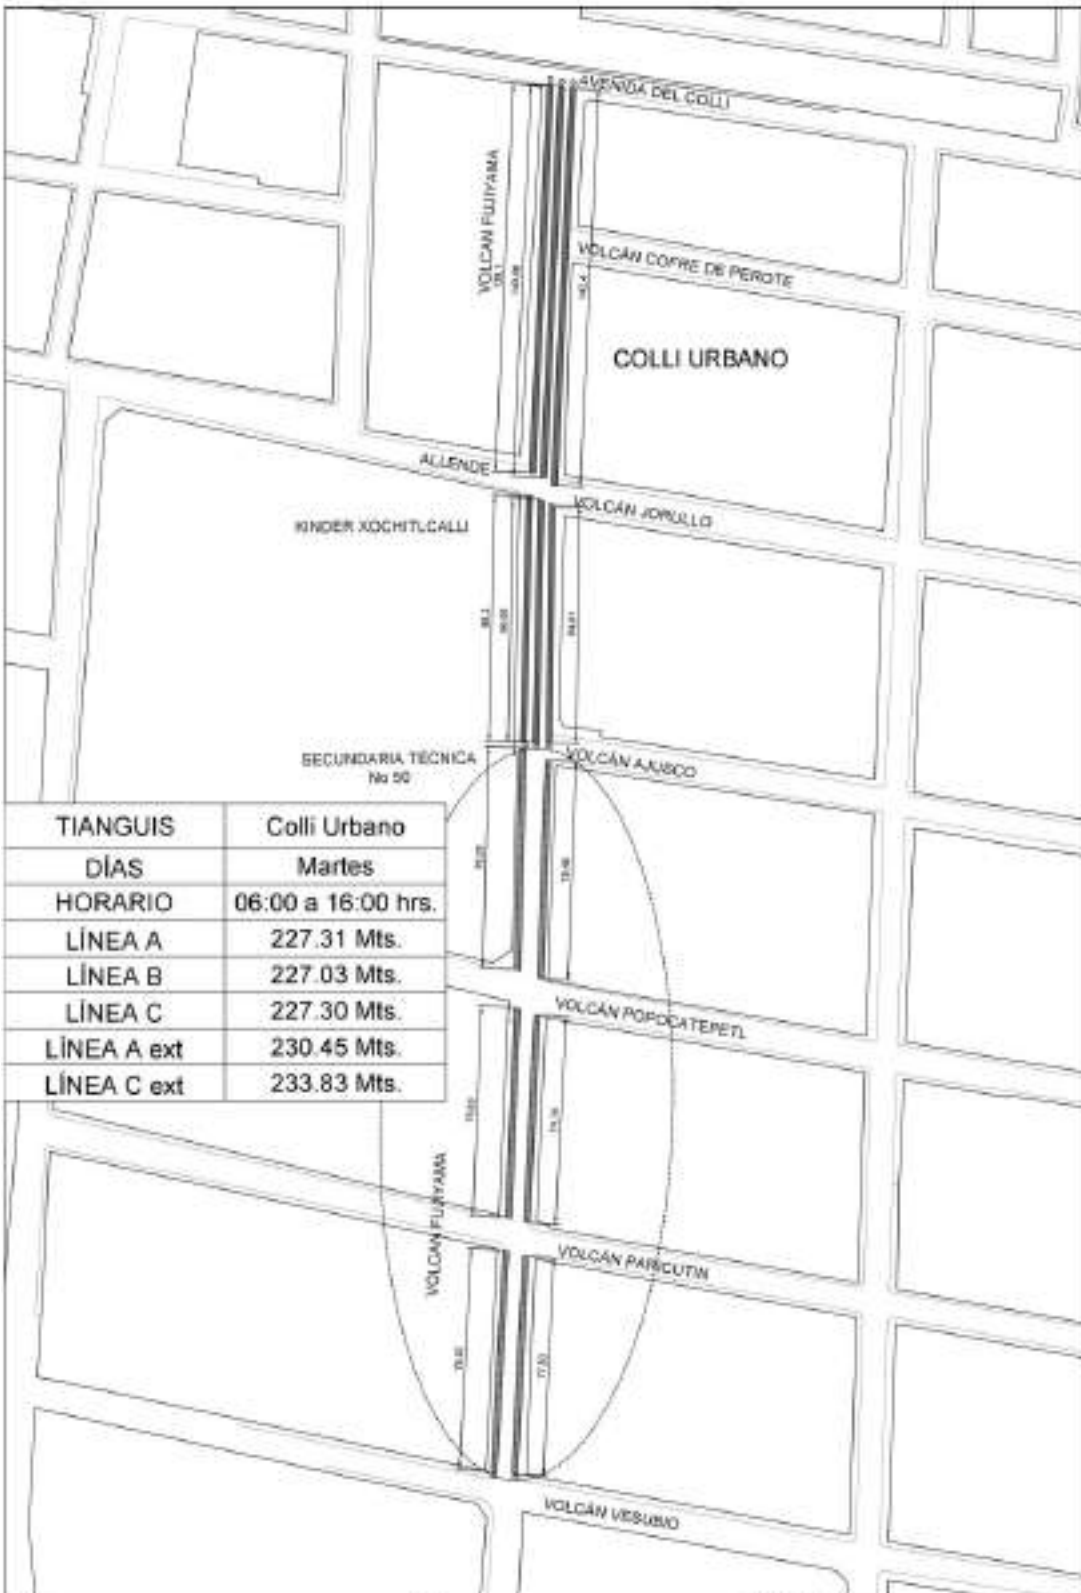 AVENIDA DEL COLLI
VOLCAN FUJIYAMA
VOLCÁN COFRE DE PEROTE
COLLI URBANO
ALLENDE
VOLCÁN JORULLO
KINDER XOCHITLCALLI
SECUNDARIA TÉCNICA
No 50
VOLCÁN AJUSCO
TIANGUIS Colli Urbano
DÍAS Martes
HORARIO 06:00 a 16:00 hrs.
LÍNEA A 227.31 Mts.
LÍNEA B 227.03 Mts.
LÍNEA C 227.30 Mts.
LÍNEA A ext 230.45 Mts.
LÍNEA C ext 233.83 Mts.
VOLCÁN POPOCATEPETL
VOLCAN FUJIYAMA
VOLCÁN PARICUTIN
VOLCÁN VESUBIO